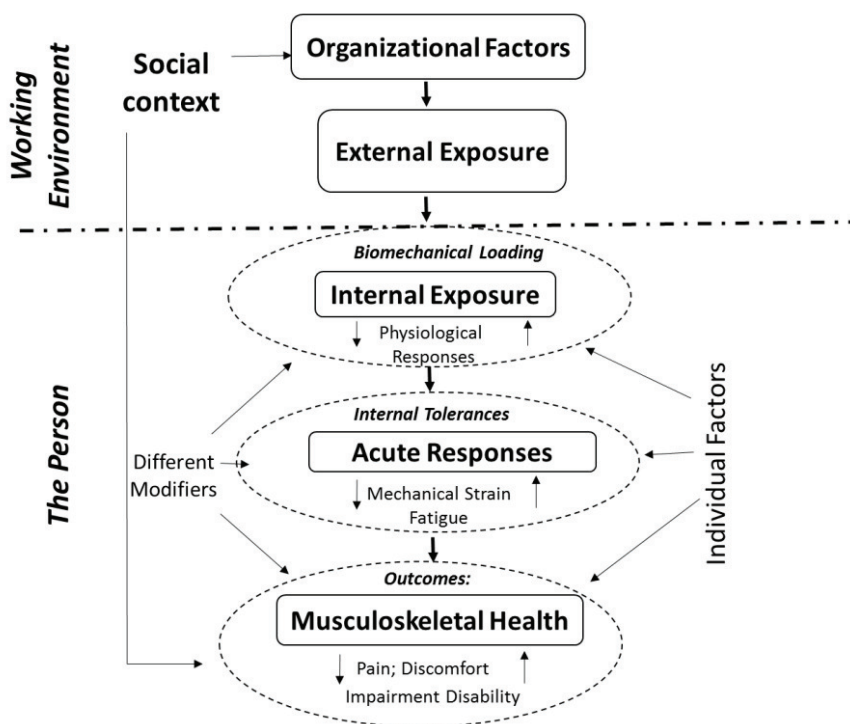 Organizational Factors
Social
context
Working
Environment
External Exposure
Biomechanical Loading
Internal Exposure
Physiological
Responses
Internal Tolerances
Acute Responses
Mechanical Strain
Fatigue
Different
Modifiers
The Person
Individual Factors
Outcomes:
Musculoskeletal Health
Pain; Discomfort
Impairment Disability